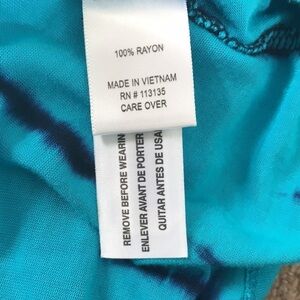 100% RAYON
MADE IN VIETNAM
RN # 113135
CARE OVER
REMOVE BEFORE WEARIN
ENLEVER AVANT DE PORTER
QUITAR ANTES DE USA